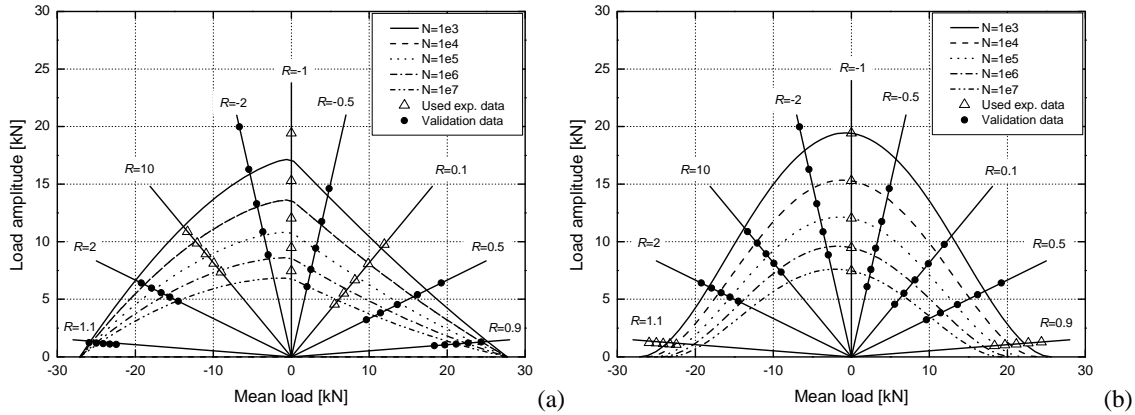 N=1e3
N=1e4
N=1e5
N=1e6
N=1e7
Used exp. data
Validation data
R=-1
R=-2
R=-0.5
R=10
R=0.1
R=2
R=0.5
R=1.1
R=0.9
30
25
20
15
10
5
0
Load amplitude [kN]
-30 -20 -10 0 10 20 30
Mean load [kN]
(a)
N=1e3
N=1e4
N=1e5
N=1e6
N=1e7
Used exp. data
Validation data
R=-1
R=-2
R=-0.5
R=10
R=0.1
R=2
R=0.5
R=1.1
R=0.9
30
25
20
15
10
5
0
Load amplitude [kN]
-30 -20 -10 0 10 20 30
Mean load [kN]
(b)